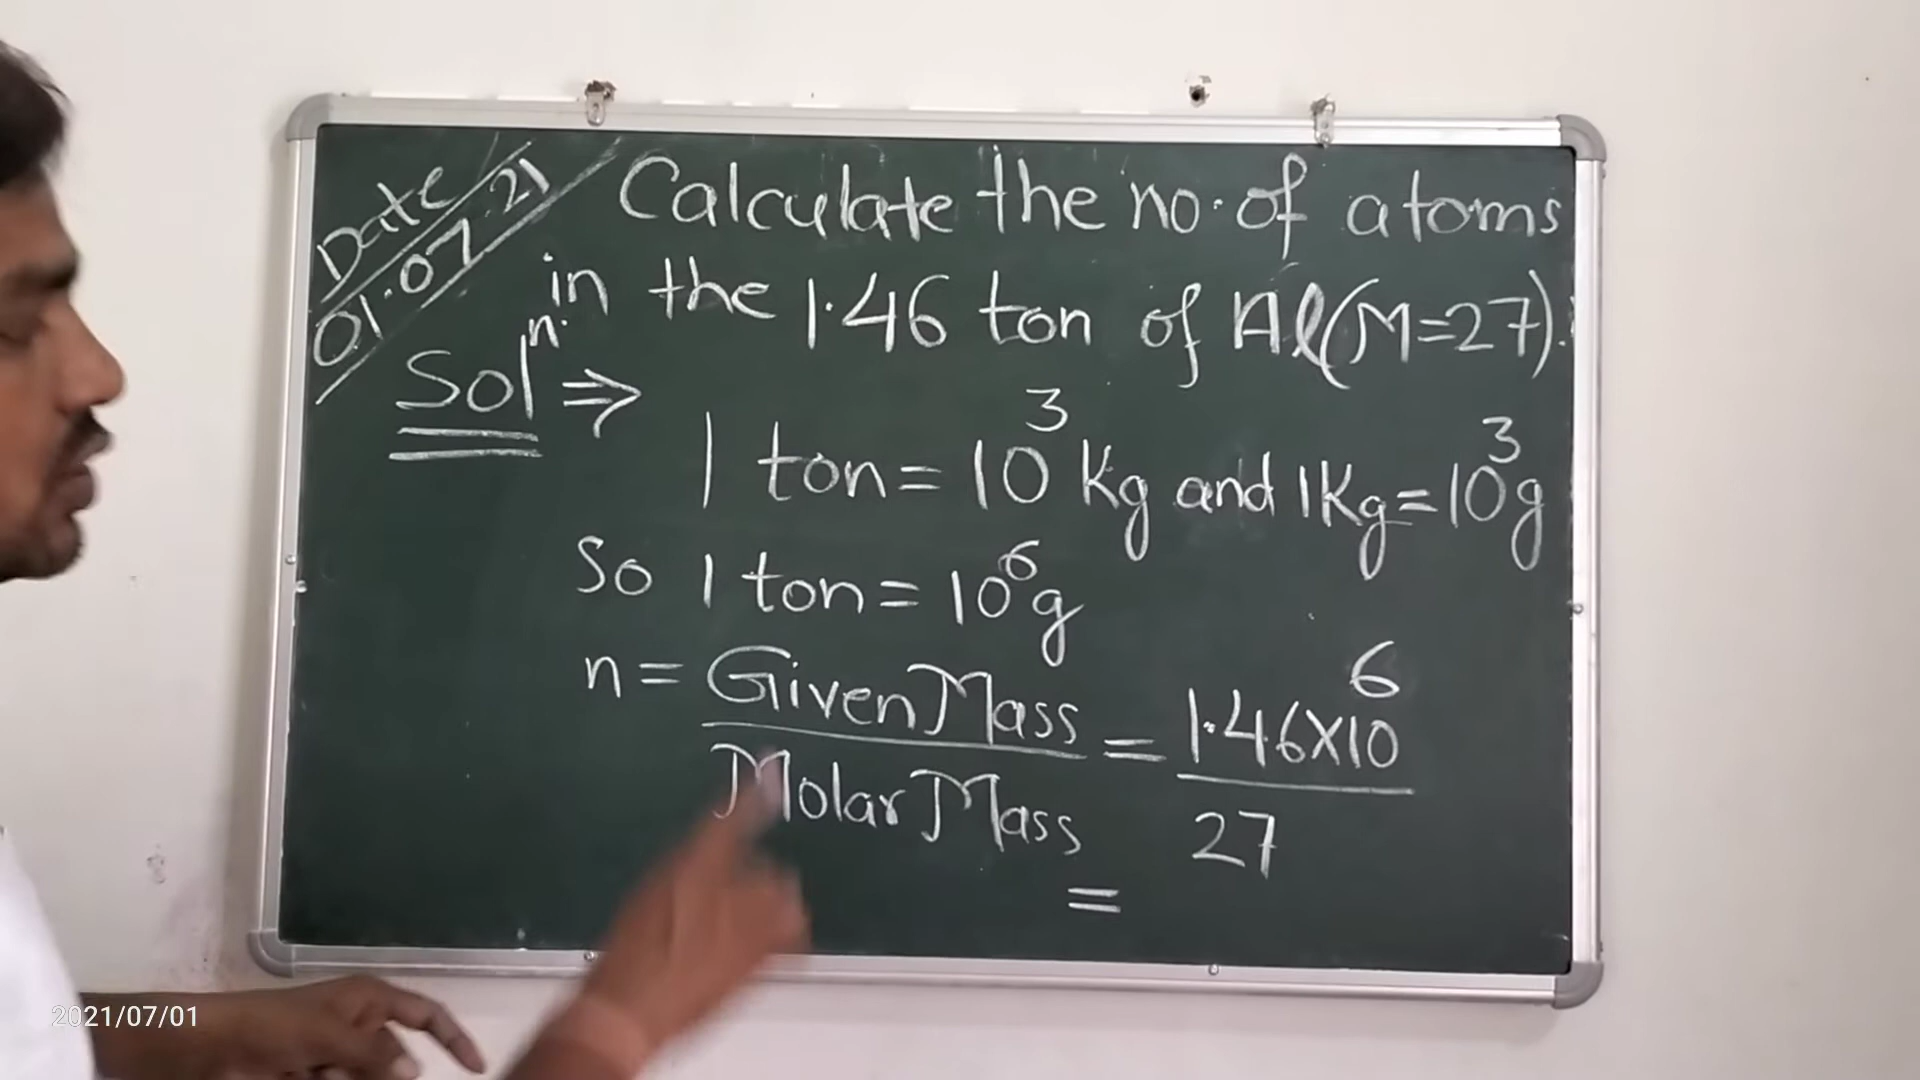 Date
01.07.21
Calculate the no. of atoms
in the 1.46 ton of Al(M=27).
Solⁿ. ⇒
1 ton = 10³ Kg and 1Kg = 10³g
So 1 ton = 10⁶g
n = Given Mass / Molar Mass = 1.46×10⁶ / 27
=
2021/07/01